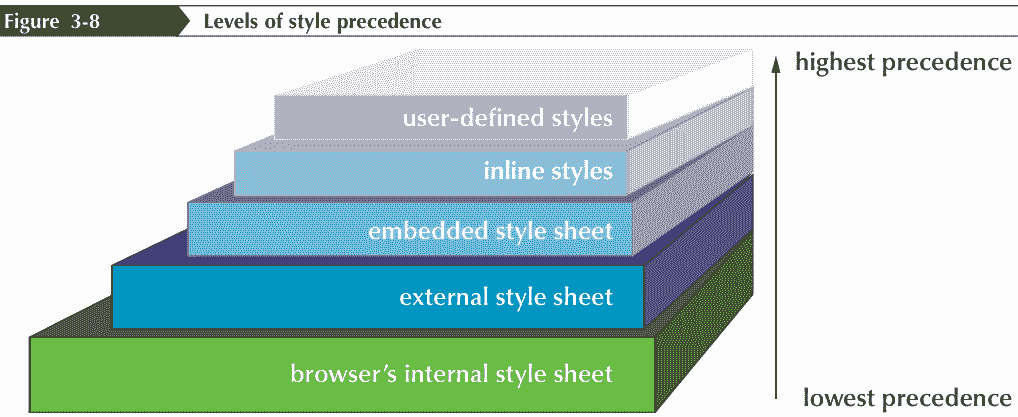 Figure 3-8 Levels of style precedence
highest precedence
user-defined styles
inline styles
embedded style sheet
external style sheet
browser's internal style sheet
lowest precedence